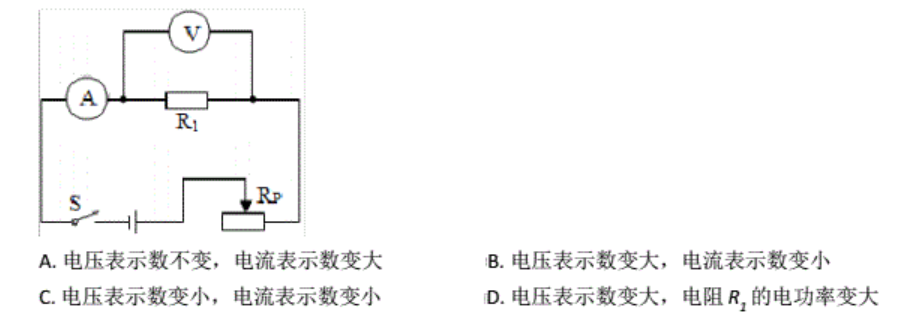 V
A
R₁
S
Rₚ
A. 电压表示数不变，电流表示数变大
B. 电压表示数变大，电流表示数变小
C. 电压表示数变小，电流表示数变小
D. 电压表示数变大，电阻 R₁ 的电功率变大